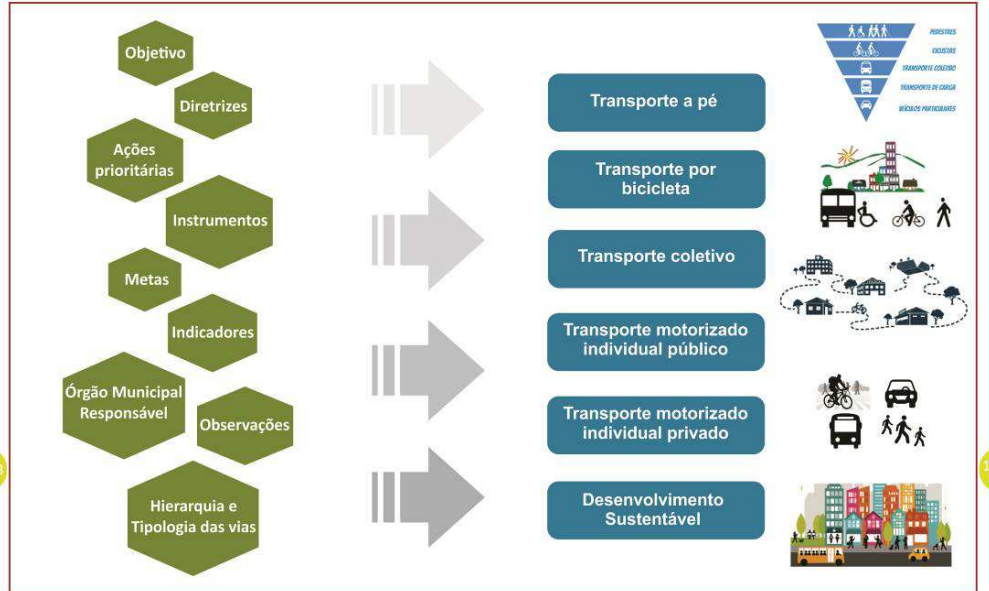 Objetivo
Diretrizes
Ações
prioritárias
Instrumentos
Metas
Indicadores
Órgão Municipal
Responsável
Observações
Hierarquia e
Tipologia das vias
Transporte a pé
Transporte por
bicicleta
Transporte coletivo
Transporte motorizado
individual público
Transporte motorizado
individual privado
Desenvolvimento
Sustentável
PEDESTRES
CICLISTAS
TRANSPORTE COLETIVO
TRANSPORTE DE CARGA
VEÍCULOS PARTICULARES